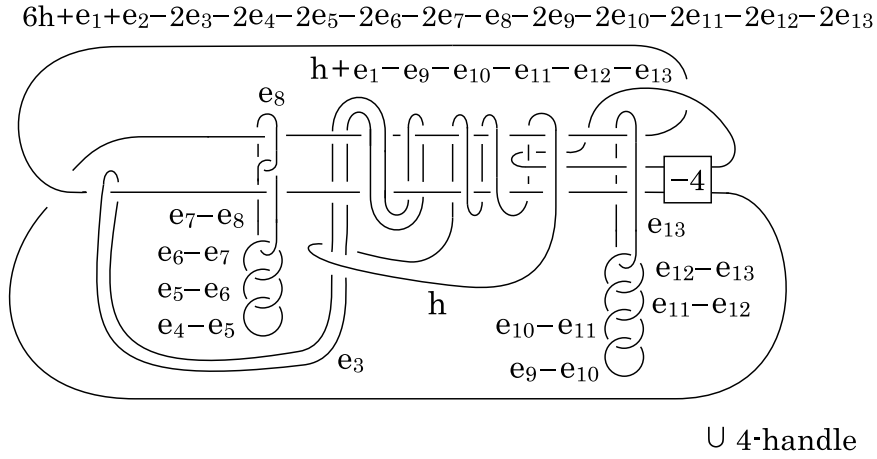 6h+e₁+e₂−2e₃−2e₄−2e₅−2e₆−2e₇−e₈−2e₉−2e₁₀−2e₁₁−2e₁₂−2e₁₃
h+e₁−e₉−e₁₀−e₁₁−e₁₂−e₁₃
e₈
−4
e₇−e₈
e₁₃
e₆−e₇
e₁₂−e₁₃
e₅−e₆
h
e₁₁−e₁₂
e₄−e₅
e₁₀−e₁₁
e₃
e₉−e₁₀
∪ 4-handle